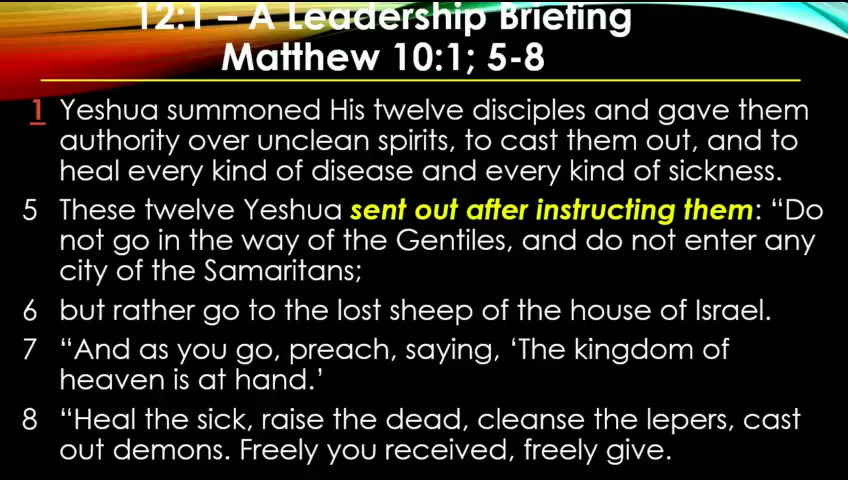 12:1 – A Leadership Briefing
Matthew 10:1; 5-8
1 Yeshua summoned His twelve disciples and gave them
authority over unclean spirits, to cast them out, and to
heal every kind of disease and every kind of sickness.
5 These twelve Yeshua sent out after instructing them: “Do
not go in the way of the Gentiles, and do not enter any
city of the Samaritans;
6 but rather go to the lost sheep of the house of Israel.
7 “And as you go, preach, saying, ‘The kingdom of
heaven is at hand.’
8 “Heal the sick, raise the dead, cleanse the lepers, cast
out demons. Freely you received, freely give.